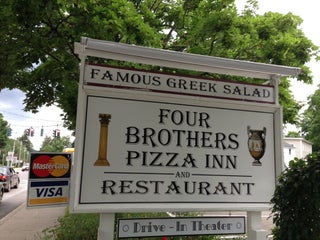 FAMOUS GREEK SALAD
FOUR
BROTHERS
PIZZA INN
AND
RESTAURANT
Drive - In Theater
MasterCard
VISA